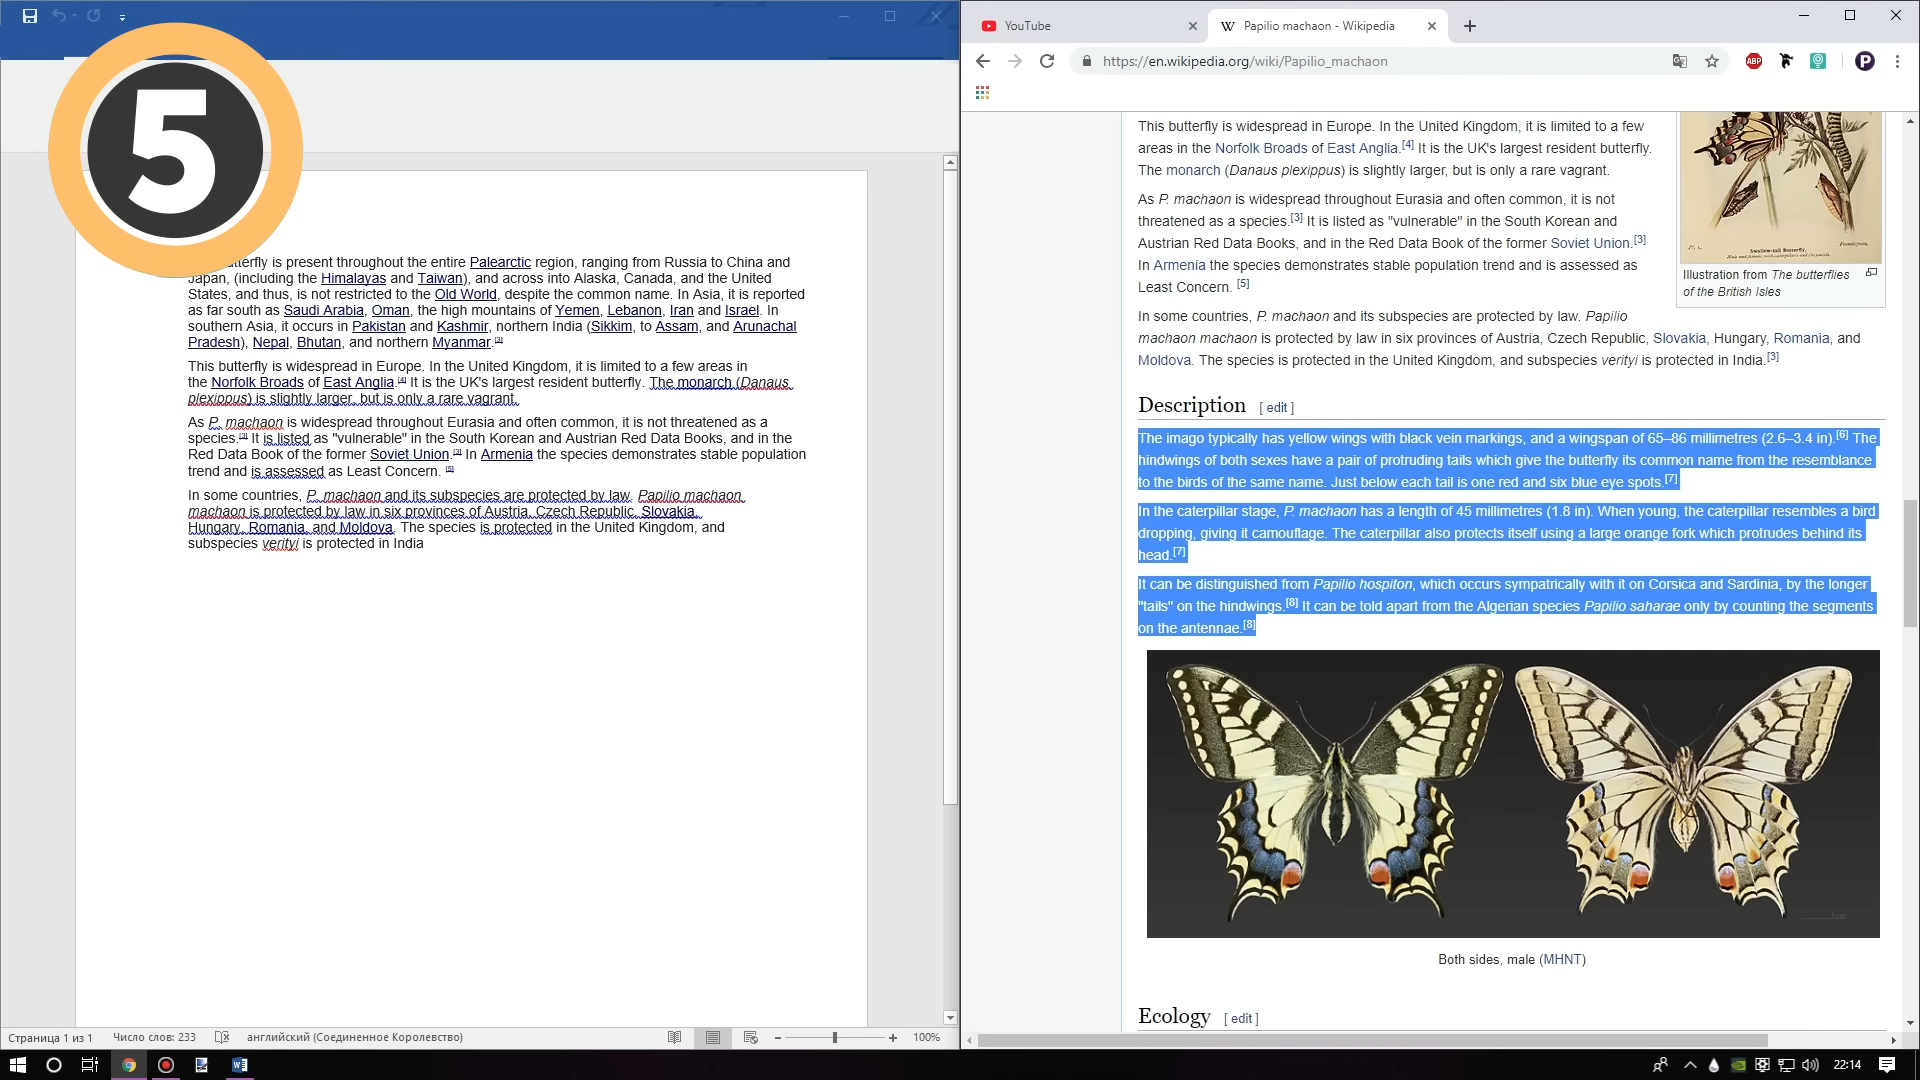 5
tterfly is present throughout the entire Palearctic region, ranging from Russia to China and
Japan, (including the Himalayas and Taiwan), and across into Alaska, Canada, and the United
States, and thus, is not restricted to the Old World, despite the common name. In Asia, it is reported
as far south as Saudi Arabia, Oman, the high mountains of Yemen, Lebanon, Iran and Israel. In
southern Asia, it occurs in Pakistan and Kashmir, northern India (Sikkim, to Assam, and Arunachal
Pradesh), Nepal, Bhutan, and northern Myanmar.[3]
This butterfly is widespread in Europe. In the United Kingdom, it is limited to a few areas in
the Norfolk Broads of East Anglia.[4] It is the UK's largest resident butterfly. The monarch (Danaus
plexippus) is slightly larger, but is only a rare vagrant.
As P. machaon is widespread throughout Eurasia and often common, it is not threatened as a
species.[3] It is listed as "vulnerable" in the South Korean and Austrian Red Data Books, and in the
Red Data Book of the former Soviet Union.[3] In Armenia the species demonstrates stable population
trend and is assessed as Least Concern. [5]
In some countries, P. machaon and its subspecies are protected by law. Papilio machaon
machaon is protected by law in six provinces of Austria, Czech Republic, Slovakia,
Hungary, Romania, and Moldova. The species is protected in the United Kingdom, and
subspecies verityi is protected in India
Страница 1 из 1
Число слов: 233
английский (Соединенное Королевство)
100%
YouTube
W Papilio machaon - Wikipedia
https://en.wikipedia.org/wiki/Papilio_machaon
ABP
P
This butterfly is widespread in Europe. In the United Kingdom, it is limited to a few
areas in the Norfolk Broads of East Anglia.[4] It is the UK's largest resident butterfly.
The monarch (Danaus plexippus) is slightly larger, but is only a rare vagrant.
As P. machaon is widespread throughout Eurasia and often common, it is not
threatened as a species.[3] It is listed as "vulnerable" in the South Korean and
Austrian Red Data Books, and in the Red Data Book of the former Soviet Union.[3]
In Armenia the species demonstrates stable population trend and is assessed as
Least Concern. [5]
Swallow-tail Butterfly.
Illustration from The butterflies
of the British Isles
In some countries, P. machaon and its subspecies are protected by law. Papilio
machaon machaon is protected by law in six provinces of Austria, Czech Republic, Slovakia, Hungary, Romania, and
Moldova. The species is protected in the United Kingdom, and subspecies verityi is protected in India.[3]
Description [ edit ]
The imago typically has yellow wings with black vein markings, and a wingspan of 65–86 millimetres (2.6–3.4 in).[6] The
hindwings of both sexes have a pair of protruding tails which give the butterfly its common name from the resemblance
to the birds of the same name. Just below each tail is one red and six blue eye spots.[7]
In the caterpillar stage, P. machaon has a length of 45 millimetres (1.8 in). When young, the caterpillar resembles a bird
dropping, giving it camouflage. The caterpillar also protects itself using a large orange fork which protrudes behind its
head.[7]
It can be distinguished from Papilio hospiton, which occurs sympatrically with it on Corsica and Sardinia, by the longer
"tails" on the hindwings.[8] It can be told apart from the Algerian species Papilio saharae only by counting the segments
on the antennae.[8]
Both sides, male (MHNT)
Ecology [ edit ]
22:14